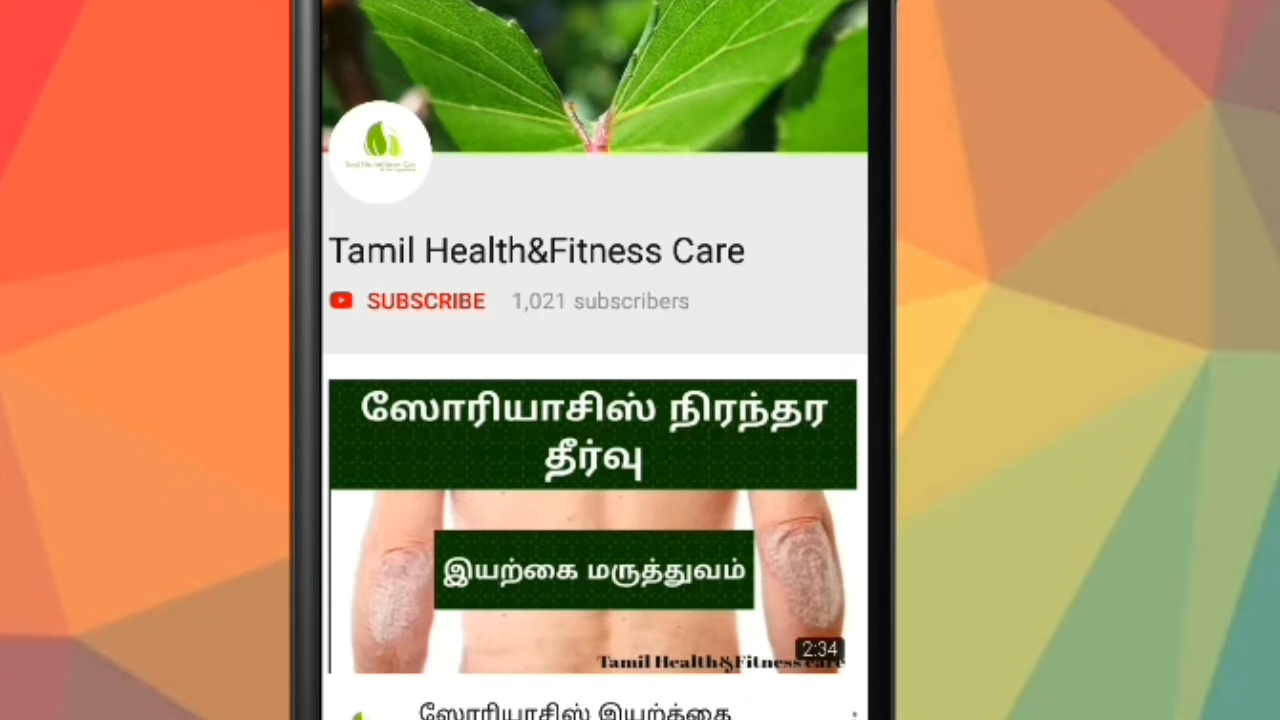 Tamil Health&Fitness Care
SUBSCRIBE 1,021 subscribers
ஸோரியாசிஸ் நிரந்தர
தீர்வு
இயற்கை மருத்துவம்
2:34
Tamil Health&Fitness care
ஸோரியாசிஸ் இயற்க்கை